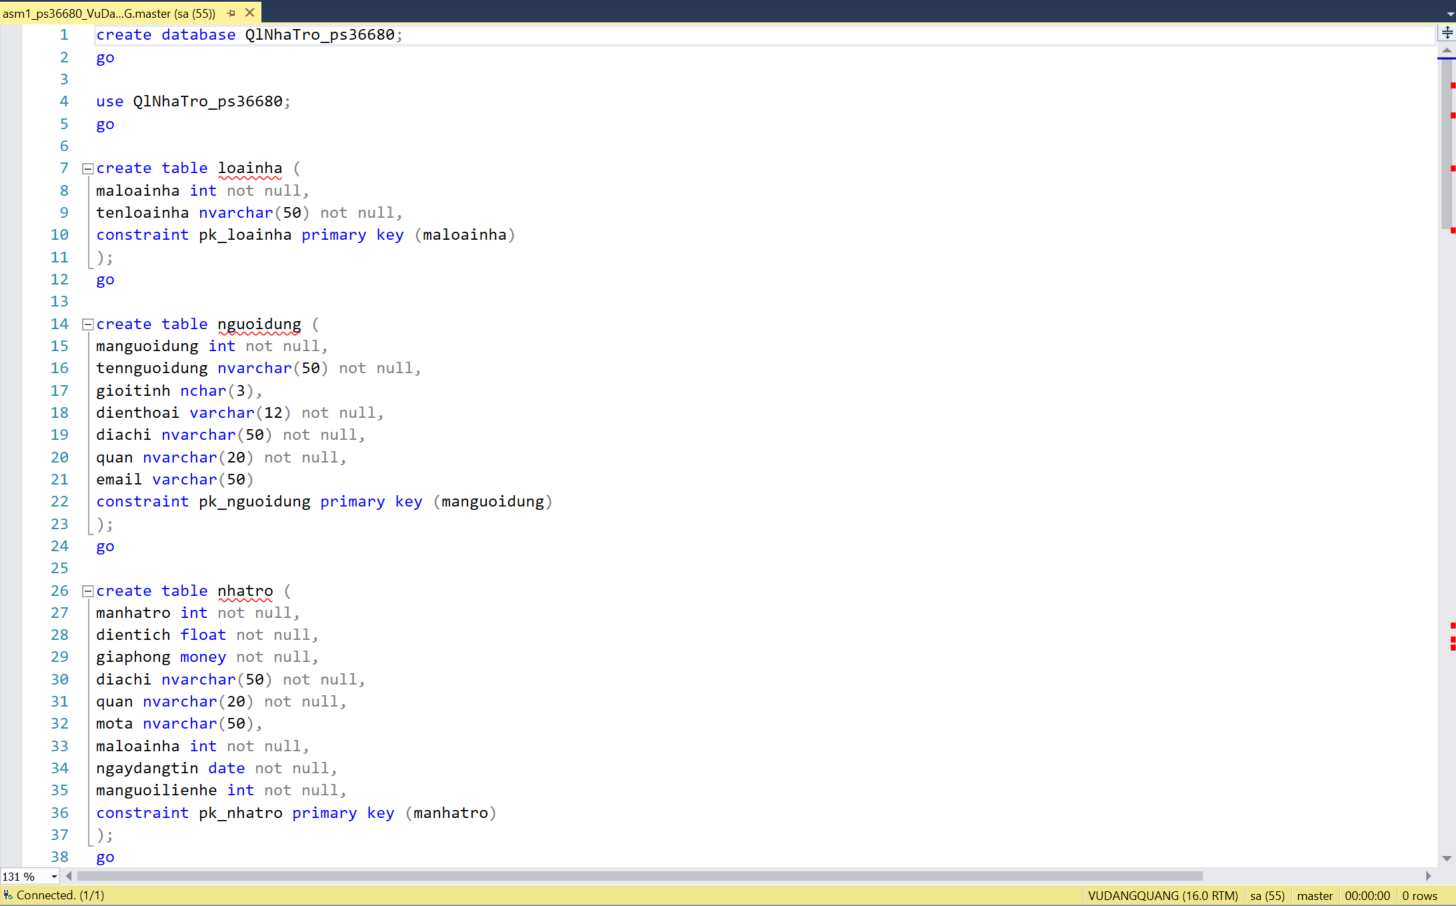 asm1_ps36680_VuDa...G.master (sa (55))
1 create database QlNhaTro_ps36680;
2 go
3
4 use QlNhaTro_ps36680;
5 go
6
7 create table loainha (
8 maloainha int not null,
9 tenloainha nvarchar(50) not null,
10 constraint pk_loainha primary key (maloainha)
11 );
12 go
13
14 create table nguoidung (
15 manguoidung int not null,
16 tennguoidung nvarchar(50) not null,
17 gioitinh nchar(3),
18 dienthoai varchar(12) not null,
19 diachi nvarchar(50) not null,
20 quan nvarchar(20) not null,
21 email varchar(50)
22 constraint pk_nguoidung primary key (manguoidung)
23 );
24 go
25
26 create table nhatro (
27 manhatro int not null,
28 dientich float not null,
29 giaphong money not null,
30 diachi nvarchar(50) not null,
31 quan nvarchar(20) not null,
32 mota nvarchar(50),
33 maloainha int not null,
34 ngaydangtin date not null,
35 manguoilienhe int not null,
36 constraint pk_nhatro primary key (manhatro)
37 );
38 go
131 %
Connected. (1/1) VUDANGQUANG (16.0 RTM) sa (55) master 00:00:00 0 rows